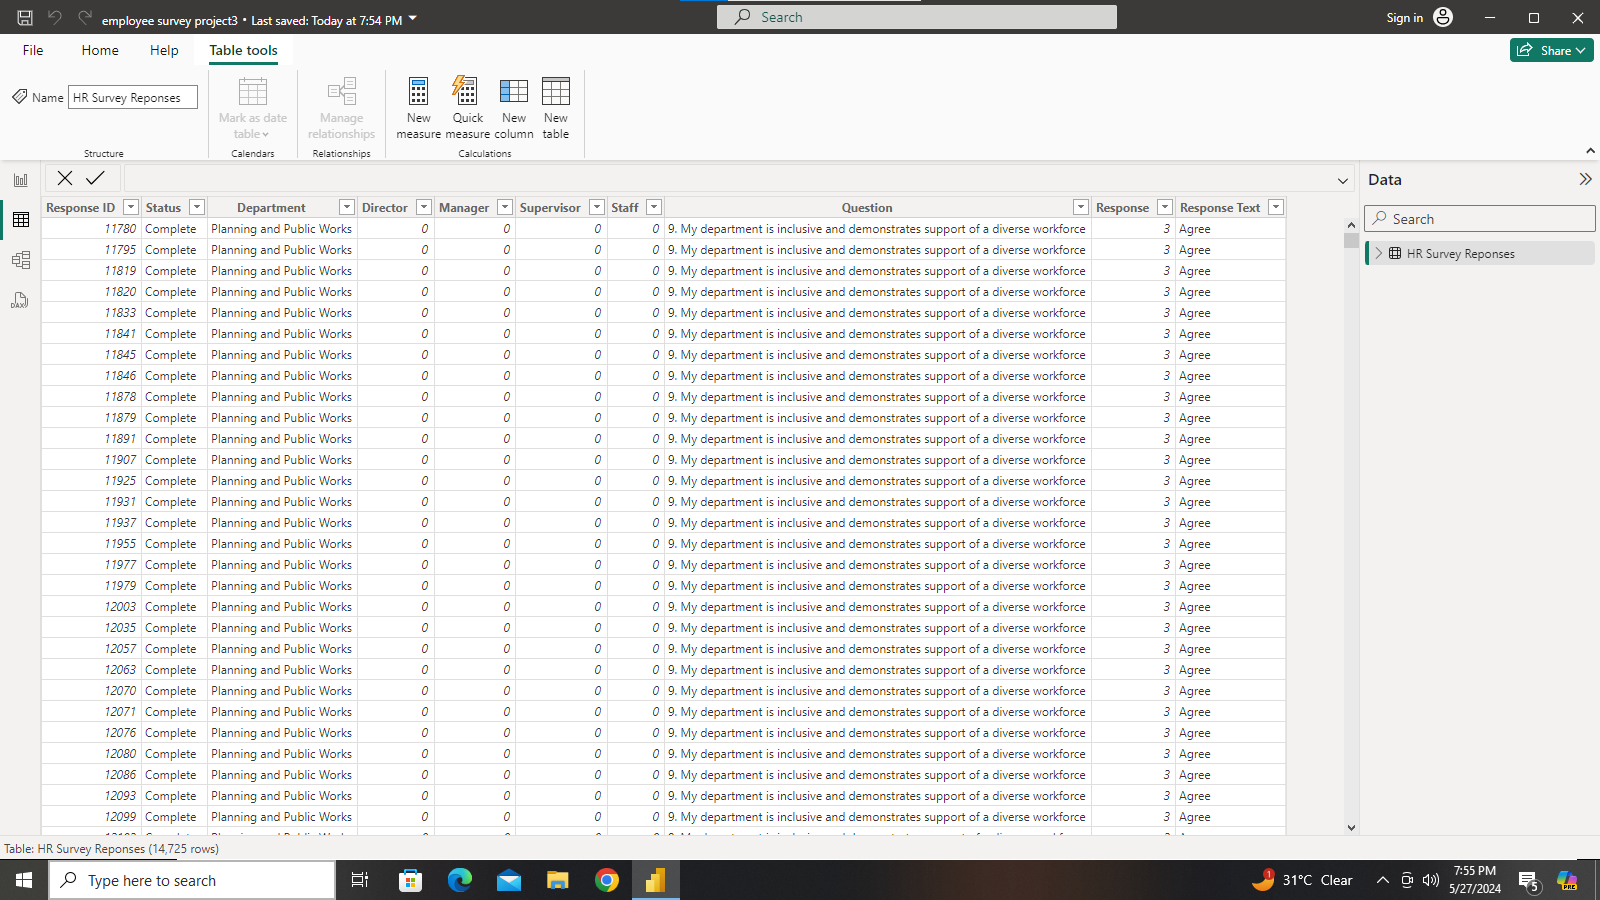 employee survey project3 • Last saved: Today at 7:54 PM
Search
Sign in
File Home Help Table tools
Share
Name HR Survey Reponses
Mark as date table
Manage relationships
New measure
Quick measure
New column
New table
Structure Calendars Relationships Calculations
Response ID Status Department Director Manager Supervisor Staff Question Response Response Text
11780 Complete Planning and Public Works 0 0 0 0 9. My department is inclusive and demonstrates support of a diverse workforce 3 Agree
11795 Complete Planning and Public Works 0 0 0 0 9. My department is inclusive and demonstrates support of a diverse workforce 3 Agree
11819 Complete Planning and Public Works 0 0 0 0 9. My department is inclusive and demonstrates support of a diverse workforce 3 Agree
11820 Complete Planning and Public Works 0 0 0 0 9. My department is inclusive and demonstrates support of a diverse workforce 3 Agree
11833 Complete Planning and Public Works 0 0 0 0 9. My department is inclusive and demonstrates support of a diverse workforce 3 Agree
11841 Complete Planning and Public Works 0 0 0 0 9. My department is inclusive and demonstrates support of a diverse workforce 3 Agree
11845 Complete Planning and Public Works 0 0 0 0 9. My department is inclusive and demonstrates support of a diverse workforce 3 Agree
11846 Complete Planning and Public Works 0 0 0 0 9. My department is inclusive and demonstrates support of a diverse workforce 3 Agree
11878 Complete Planning and Public Works 0 0 0 0 9. My department is inclusive and demonstrates support of a diverse workforce 3 Agree
11879 Complete Planning and Public Works 0 0 0 0 9. My department is inclusive and demonstrates support of a diverse workforce 3 Agree
11891 Complete Planning and Public Works 0 0 0 0 9. My department is inclusive and demonstrates support of a diverse workforce 3 Agree
11907 Complete Planning and Public Works 0 0 0 0 9. My department is inclusive and demonstrates support of a diverse workforce 3 Agree
11925 Complete Planning and Public Works 0 0 0 0 9. My department is inclusive and demonstrates support of a diverse workforce 3 Agree
11931 Complete Planning and Public Works 0 0 0 0 9. My department is inclusive and demonstrates support of a diverse workforce 3 Agree
11937 Complete Planning and Public Works 0 0 0 0 9. My department is inclusive and demonstrates support of a diverse workforce 3 Agree
11955 Complete Planning and Public Works 0 0 0 0 9. My department is inclusive and demonstrates support of a diverse workforce 3 Agree
11977 Complete Planning and Public Works 0 0 0 0 9. My department is inclusive and demonstrates support of a diverse workforce 3 Agree
11979 Complete Planning and Public Works 0 0 0 0 9. My department is inclusive and demonstrates support of a diverse workforce 3 Agree
12003 Complete Planning and Public Works 0 0 0 0 9. My department is inclusive and demonstrates support of a diverse workforce 3 Agree
12035 Complete Planning and Public Works 0 0 0 0 9. My department is inclusive and demonstrates support of a diverse workforce 3 Agree
12057 Complete Planning and Public Works 0 0 0 0 9. My department is inclusive and demonstrates support of a diverse workforce 3 Agree
12063 Complete Planning and Public Works 0 0 0 0 9. My department is inclusive and demonstrates support of a diverse workforce 3 Agree
12070 Complete Planning and Public Works 0 0 0 0 9. My department is inclusive and demonstrates support of a diverse workforce 3 Agree
12071 Complete Planning and Public Works 0 0 0 0 9. My department is inclusive and demonstrates support of a diverse workforce 3 Agree
12076 Complete Planning and Public Works 0 0 0 0 9. My department is inclusive and demonstrates support of a diverse workforce 3 Agree
12080 Complete Planning and Public Works 0 0 0 0 9. My department is inclusive and demonstrates support of a diverse workforce 3 Agree
12086 Complete Planning and Public Works 0 0 0 0 9. My department is inclusive and demonstrates support of a diverse workforce 3 Agree
12093 Complete Planning and Public Works 0 0 0 0 9. My department is inclusive and demonstrates support of a diverse workforce 3 Agree
12099 Complete Planning and Public Works 0 0 0 0 9. My department is inclusive and demonstrates support of a diverse workforce 3 Agree
Data
Search
HR Survey Reponses
DAX
Table: HR Survey Reponses (14,725 rows)
Type here to search
1
31°C Clear
7:55 PM
5/27/2024
5
PRE